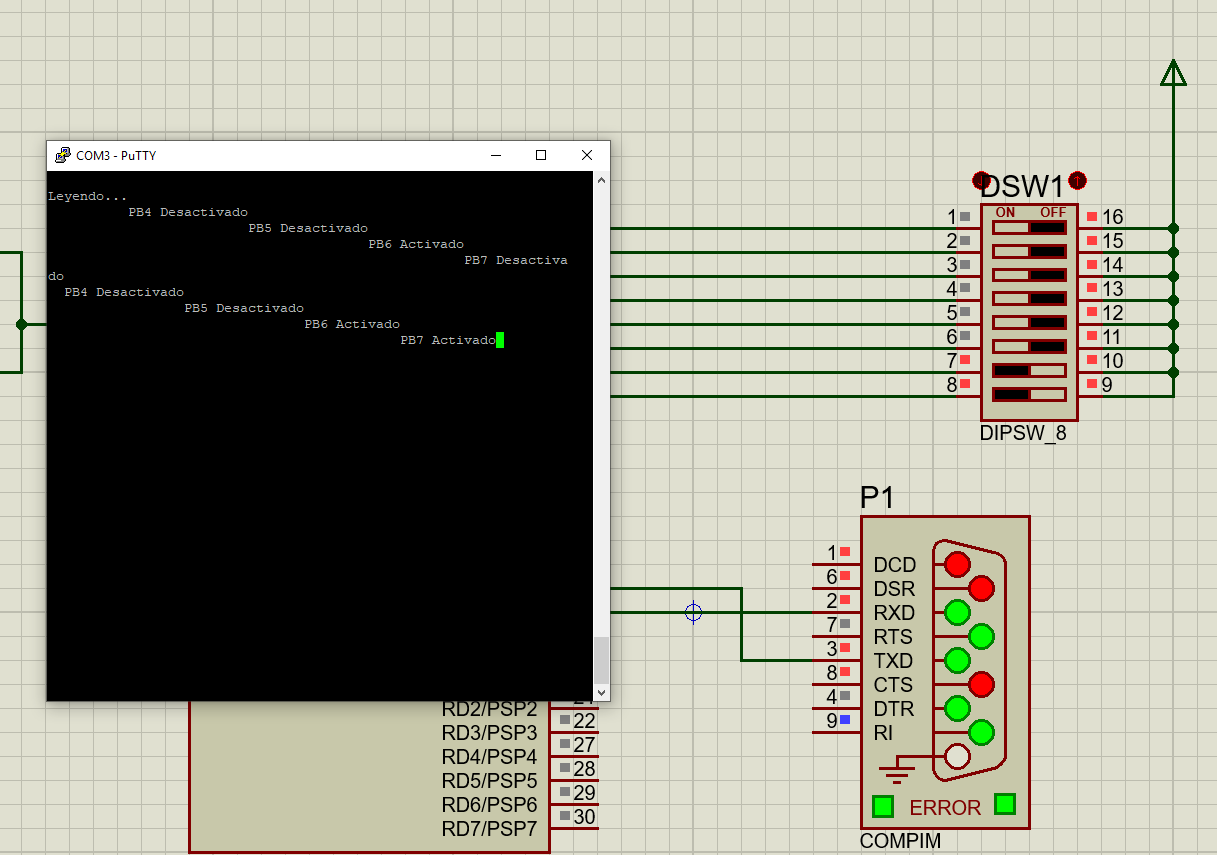 COM3 - PuTTY
Leyendo...
PB4 Desactivado
PB5 Desactivado
PB6 Activado
PB7 Desactiva
do
PB4 Desactivado
PB5 Desactivado
PB6 Activado
PB7 Activado
DSW1
ON OFF
1 16
2 15
3 14
4 13
5 12
6 11
7 10
8 9
DIPSW_8
P1
1 DCD
6 DSR
2 RXD
7 RTS
3 TXD
8 CTS
4 DTR
9 RI
ERROR
COMPIM
RD2/PSP2
RD3/PSP3 22
RD4/PSP4 27
RD5/PSP5 28
RD6/PSP6 29
RD7/PSP7 30